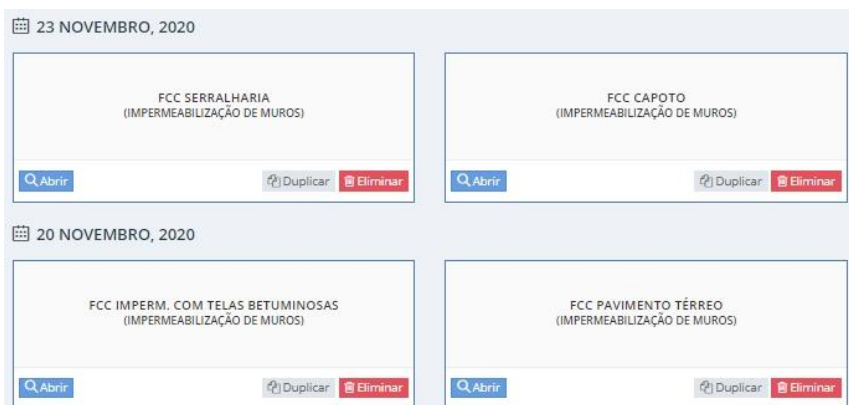 23 NOVEMBRO, 2020
FCC SERRALHARIA
(IMPERMEABILIZAÇÃO DE MUROS)
Abrir
Duplicar
Eliminar
FCC CAPOTO
(IMPERMEABILIZAÇÃO DE MUROS)
Abrir
Duplicar
Eliminar
20 NOVEMBRO, 2020
FCC IMPERM. COM TELAS BETUMINOSAS
(IMPERMEABILIZAÇÃO DE MUROS)
Abrir
Duplicar
Eliminar
FCC PAVIMENTO TÉRREO
(IMPERMEABILIZAÇÃO DE MUROS)
Abrir
Duplicar
Eliminar